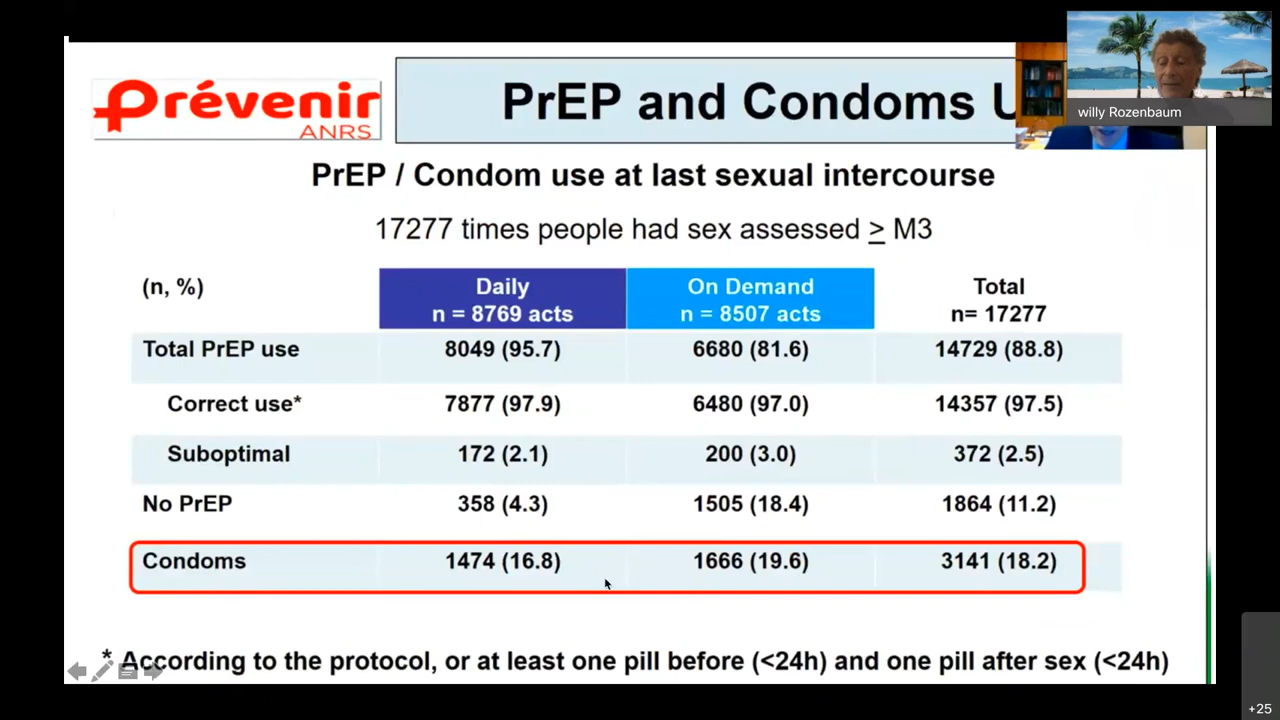 Prévenir
ANRS
PrEP and Condoms
willy Rozenbaum
PrEP / Condom use at last sexual intercourse
17277 times people had sex assessed ≥ M3
(n, %) Daily On Demand Total
n = 8769 acts n = 8507 acts n= 17277
Total PrEP use 8049 (95.7) 6680 (81.6) 14729 (88.8)
Correct use* 7877 (97.9) 6480 (97.0) 14357 (97.5)
Suboptimal 172 (2.1) 200 (3.0) 372 (2.5)
No PrEP 358 (4.3) 1505 (18.4) 1864 (11.2)
Condoms 1474 (16.8) 1666 (19.6) 3141 (18.2)
* According to the protocol, or at least one pill before (<24h) and one pill after sex (<24h)
+25